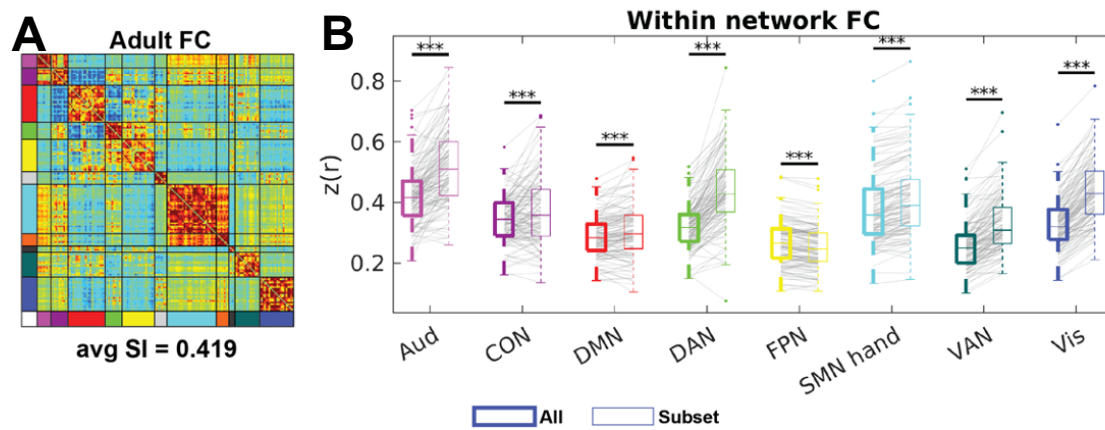 A
Adult FC
avg SI = 0.419
B
Within network FC
z(r)
0.8
0.6
0.4
0.2
***
***
***
***
***
***
***
***
Aud
CON
DMN
DAN
FPN
SMN hand
VAN
Vis
All
Subset